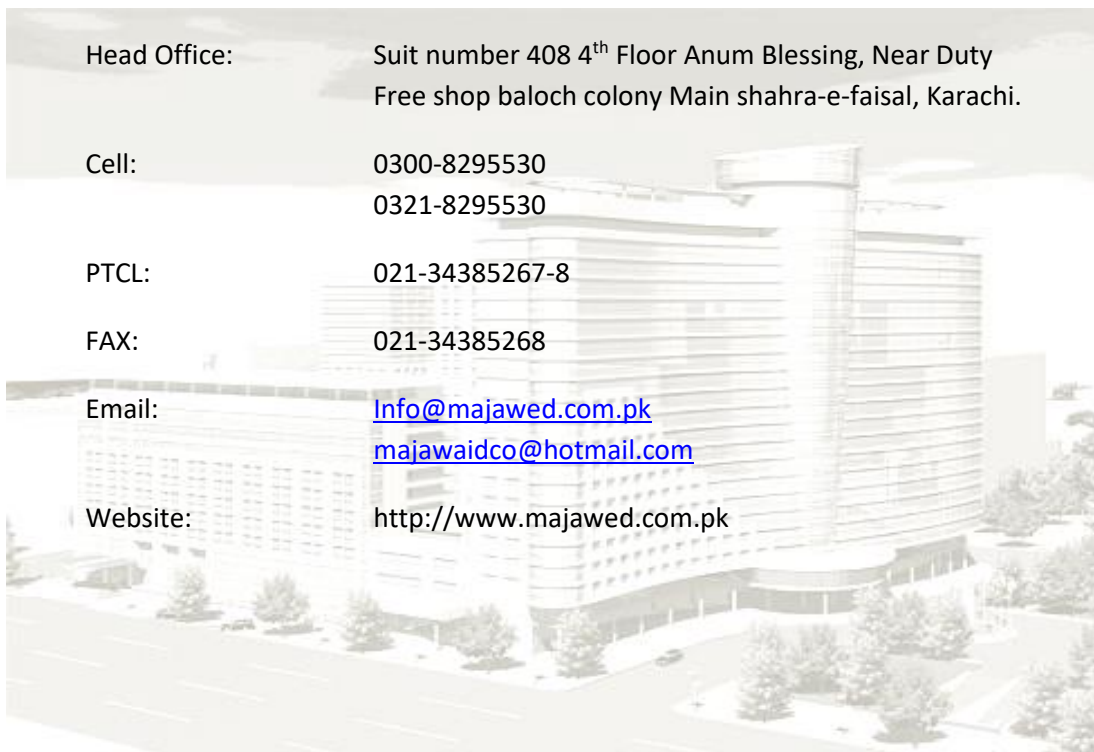 Head Office: Suit number 408 4th Floor Anum Blessing, Near Duty
Free shop baloch colony Main shahra-e-faisal, Karachi.
Cell: 0300-8295530
0321-8295530
PTCL: 021-34385267-8
FAX: 021-34385268
Email: Info@majawed.com.pk
majawaidco@hotmail.com
Website: http://www.majawed.com.pk